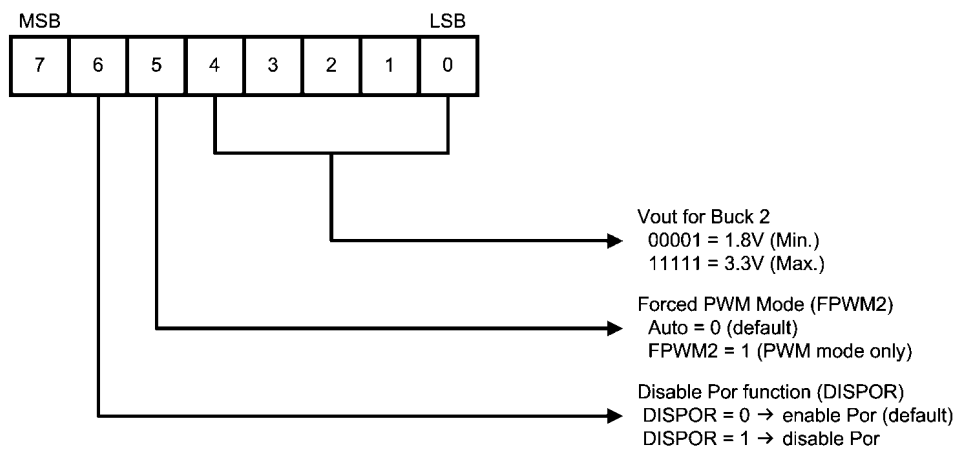 MSB LSB
7 6 5 4 3 2 1 0
Vout for Buck 2
00001 = 1.8V (Min.)
11111 = 3.3V (Max.)
Forced PWM Mode (FPWM2)
Auto = 0 (default)
FPWM2 = 1 (PWM mode only)
Disable Por function (DISPOR)
DISPOR = 0 → enable Por (default)
DISPOR = 1 → disable Por